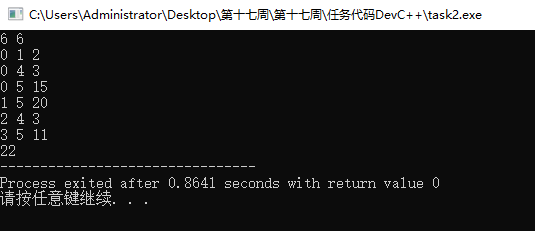 C:\Users\Administrator\Desktop\第十七周\第十七周\任务代码DevC++\task2.exe
6 6
0 1 2
0 4 3
0 5 15
1 5 20
2 4 3
3 5 11
22
--------------------------------
Process exited after 0.8641 seconds with return value 0
请按任意键继续. . .